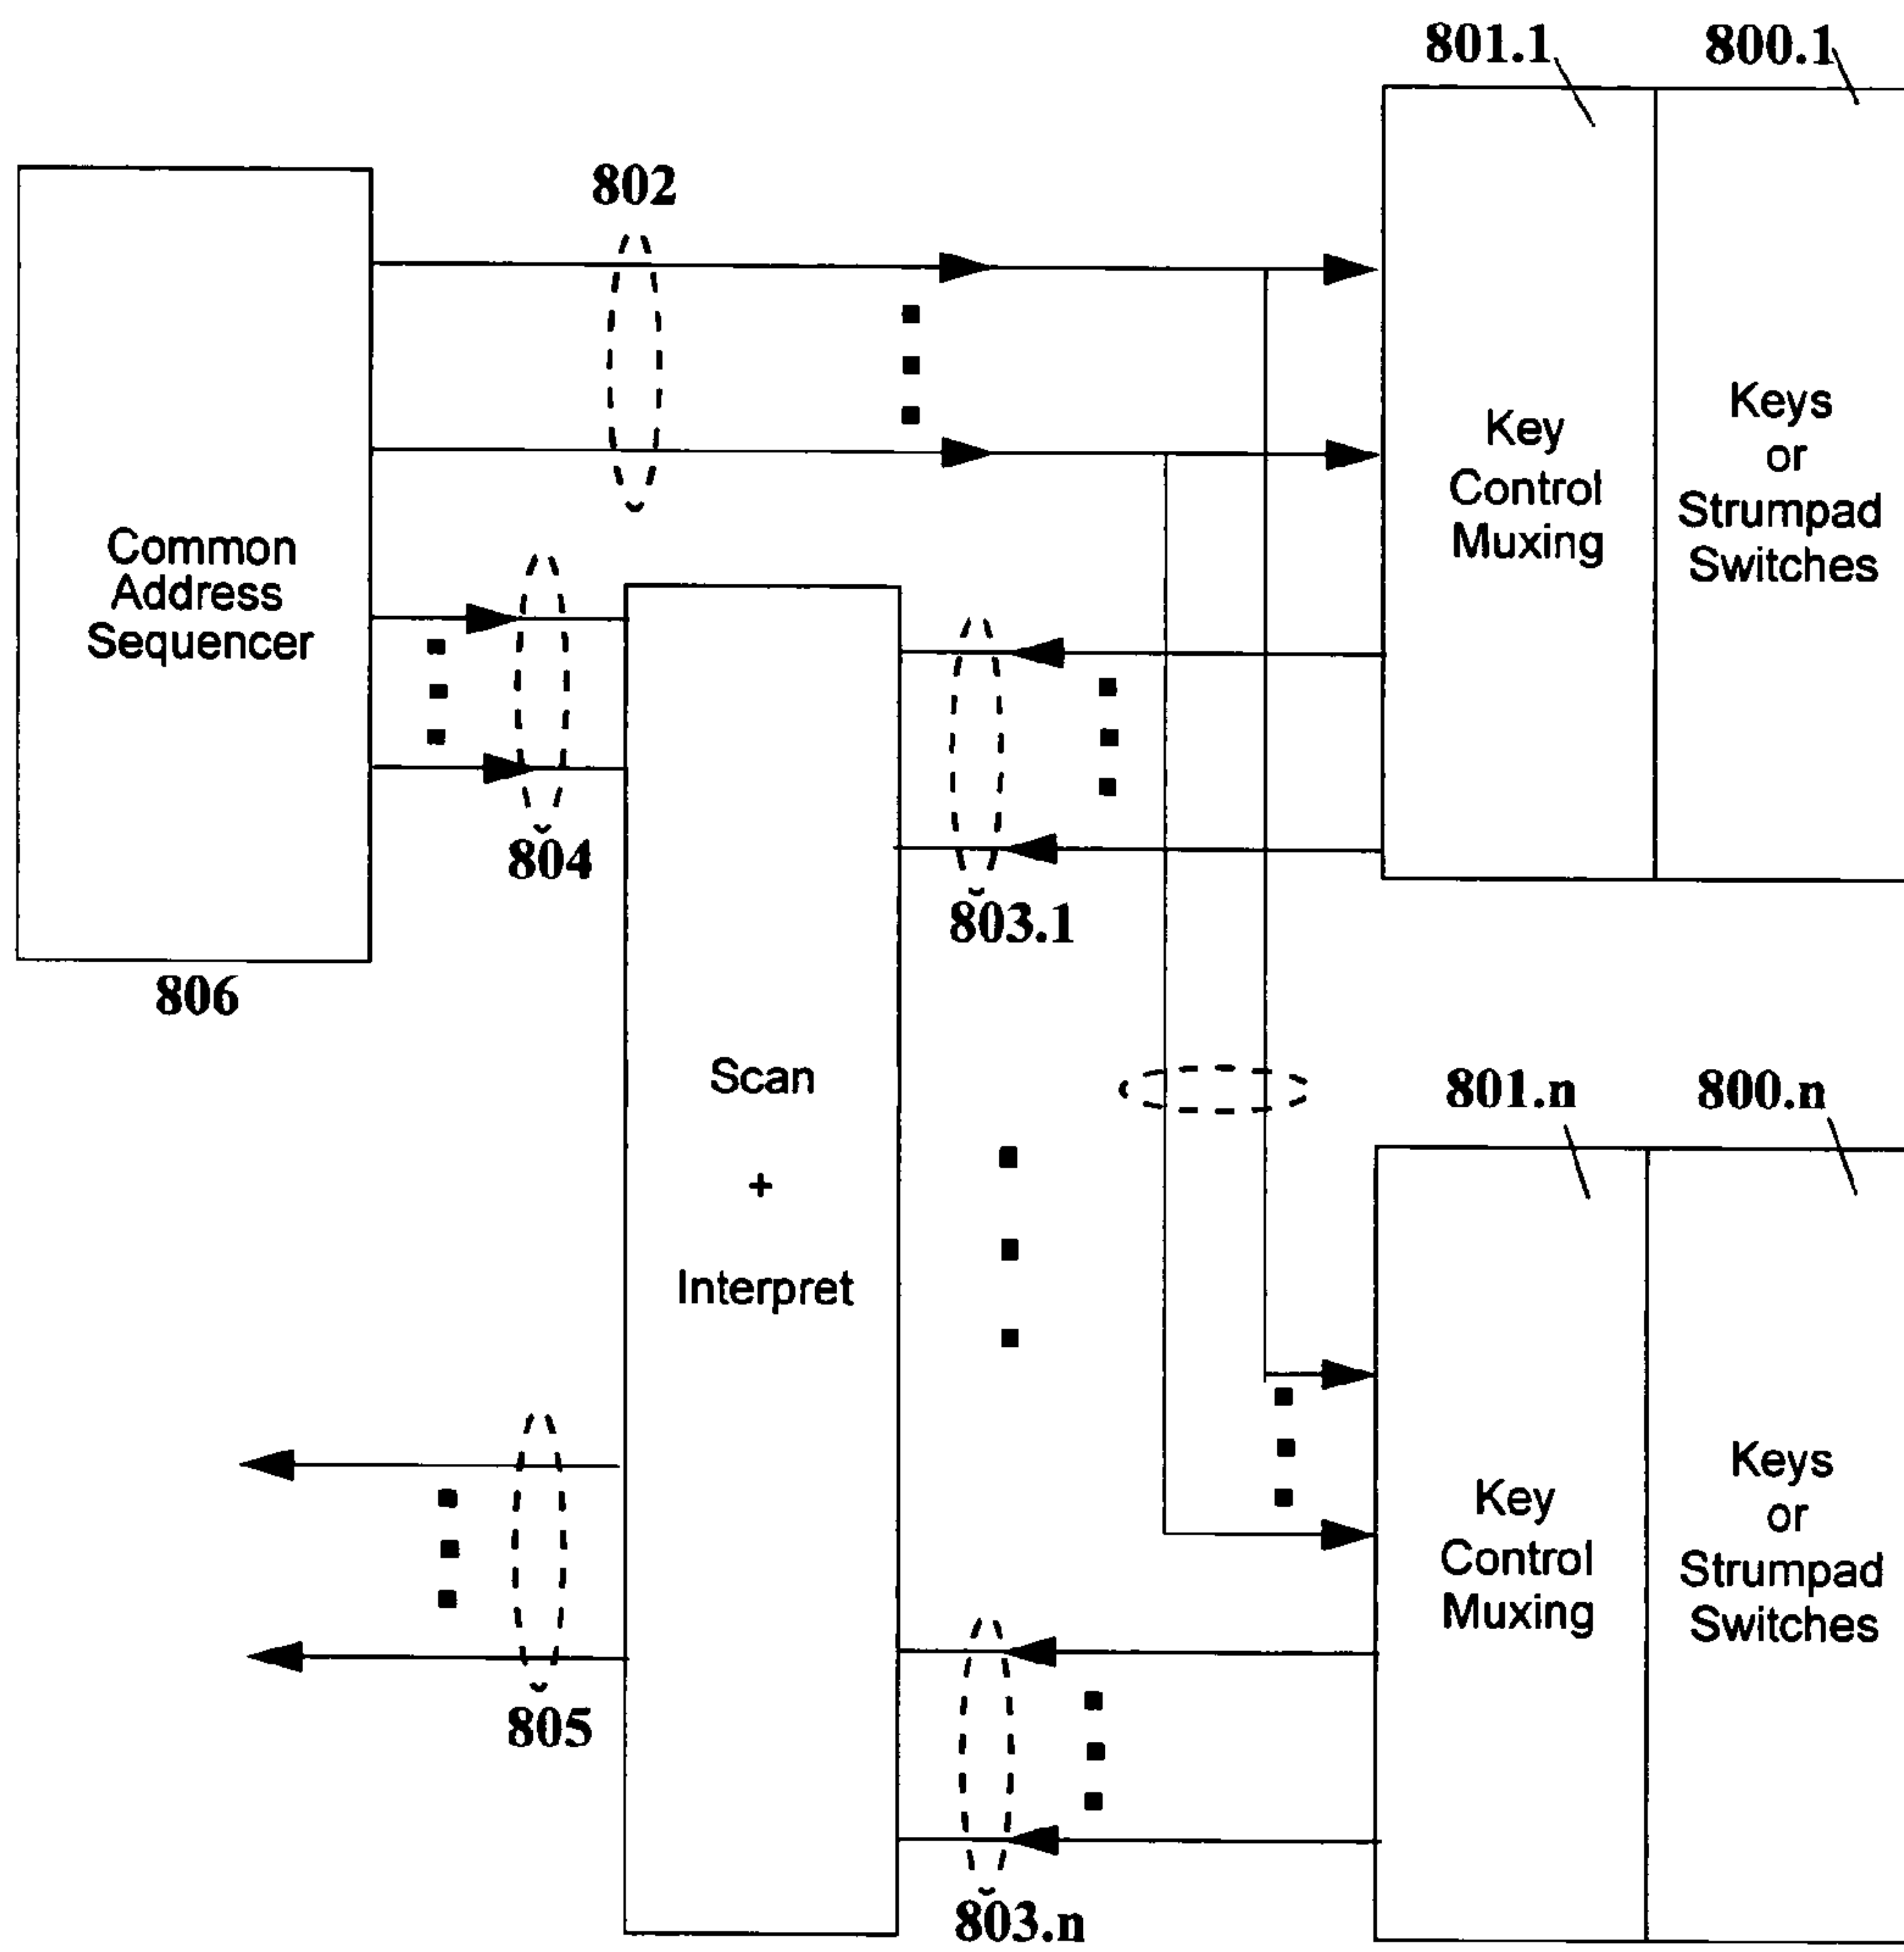 801.1
800.1
802
Common
Address
Sequencer
Key
Control
Muxing
Keys
or
Strumpad
Switches
804
803.1
806
Scan
+
Interpret
801.n
800.n
Key
Control
Muxing
Keys
or
Strumpad
Switches
805
803.n